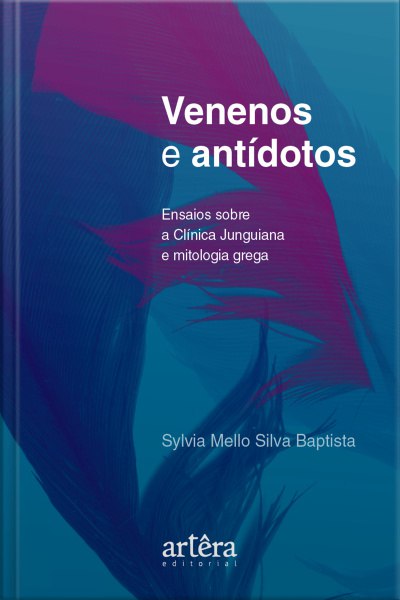 Venenos
e antídotos
Ensaios sobre
a Clínica Junguiana
e mitologia grega
Sylvia Mello Silva Baptista
artêra
editorial